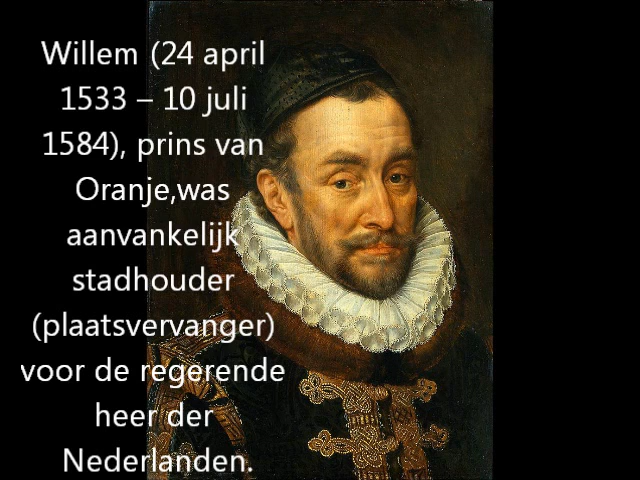 Willem (24 april
1533 – 10 juli
1584), prins van
Oranje,was
aanvankelijk
stadhouder
(plaatsvervanger)
voor de regerende
heer der
Nederlanden.